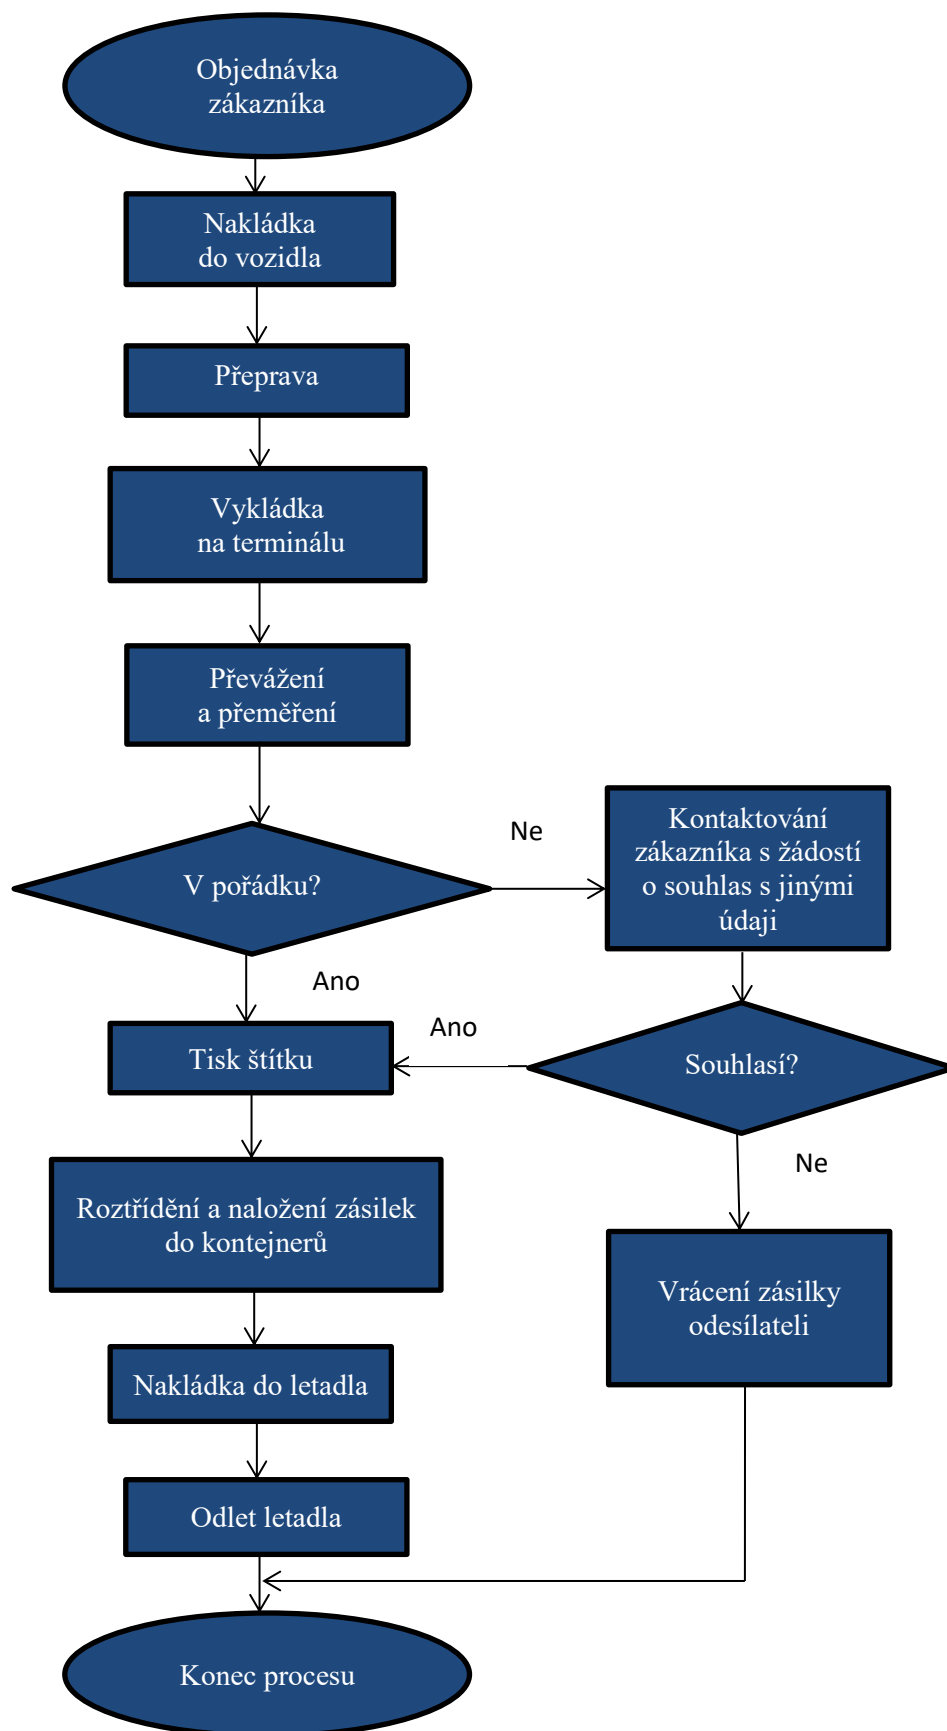 Objednávka
zákazníka
Nakládka
do vozidla
Přeprava
Vykládka
na terminálu
Převážení
a přeměření
Ne
Kontaktování
zákazníka s žádostí
o souhlas s jinými
údaji
V pořádku?
Ano
Ano
Tisk štítku
Souhlasí?
Ne
Roztřídění a naložení zásilek
do kontejnerů
Vrácení zásilky
odesílateli
Nakládka do letadla
Odlet letadla
Konec procesu